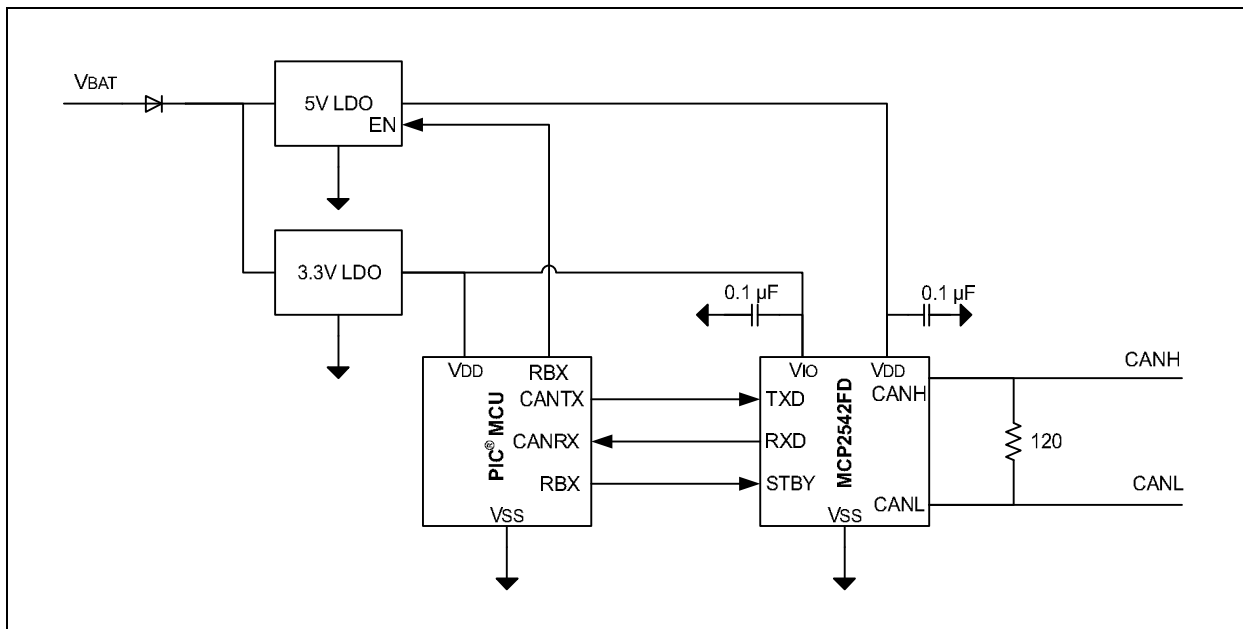 VBAT
5V LDO
EN
3.3V LDO
0.1 µF
0.1 µF
VDD
RBX
CANTX
CANRX
RBX
VSS
PIC® MCU
VIO
VDD
TXD
RXD
STBY
VSS
MCP2542FD
CANH
CANL
CANH
120
CANL